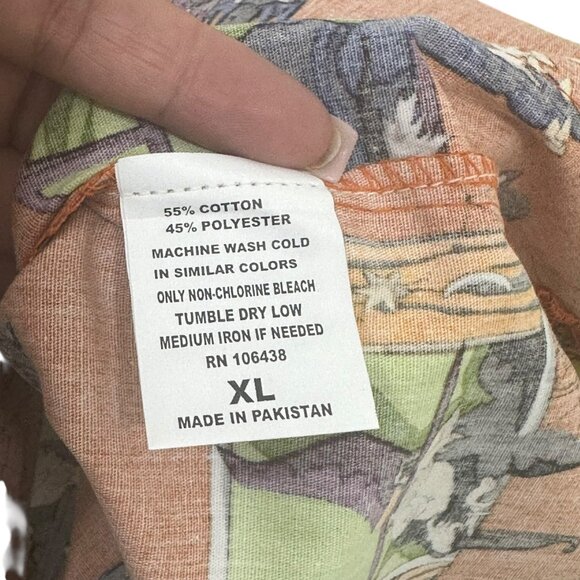 55% COTTON
45% POLYESTER
MACHINE WASH COLD
IN SIMILAR COLORS
ONLY NON-CHLORINE BLEACH
TUMBLE DRY LOW
MEDIUM IRON IF NEEDED
RN 106438
XL
MADE IN PAKISTAN